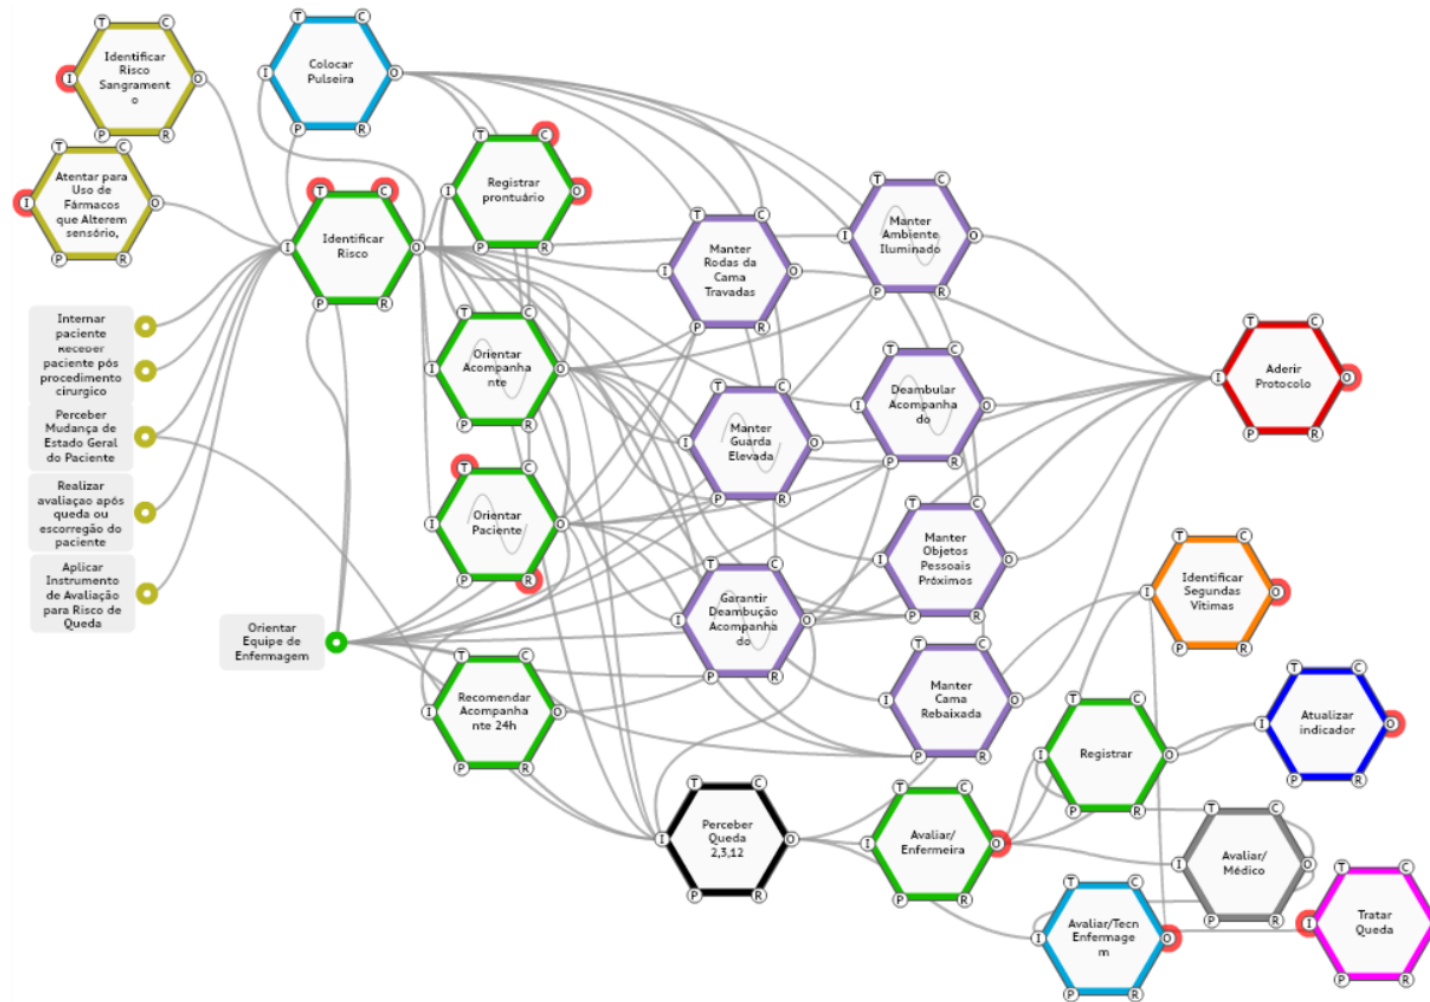 Identificar
Risco
Sangrament
o
Colocar
Pulseira
Atentar para
Uso de
Fármacos
que Alterem
sensório,
Identificar
Risco
Registrar
prontuário
Manter
Rodas da
Cama
Travadas
Manter
Ambiente
Iluminado
Internar
paciente
Receber
paciente pós
procedimento
cirurgico
Perceber
Mudança de
Estado Geral
do Paciente
Realizar
avaliaçao após
queda ou
escorregão do
paciente
Aplicar
Instrumento
de Avaliação
para Risco de
Queda
Orientar
Equipe de
Enfermagem
Orientar
Acompanha
nte
Orientar
Paciente
Recomendar
Acompanha
nte 24h
Manter
Guarda
Elevada
Garantir
Deambução
Acompanha
do
Deambular
Acompanha
do
Manter
Objetos
Pessoais
Próximos
Manter
Cama
Rebaixada
Aderir
Protocolo
Identificar
Segundas
Vítimas
Perceber
Queda
2,3,12
Avaliar/
Enfermeira
Registrar
Atualizar
indicador
Avaliar/
Médico
Avaliar/Tecn
Enfermage
m
Tratar
Queda